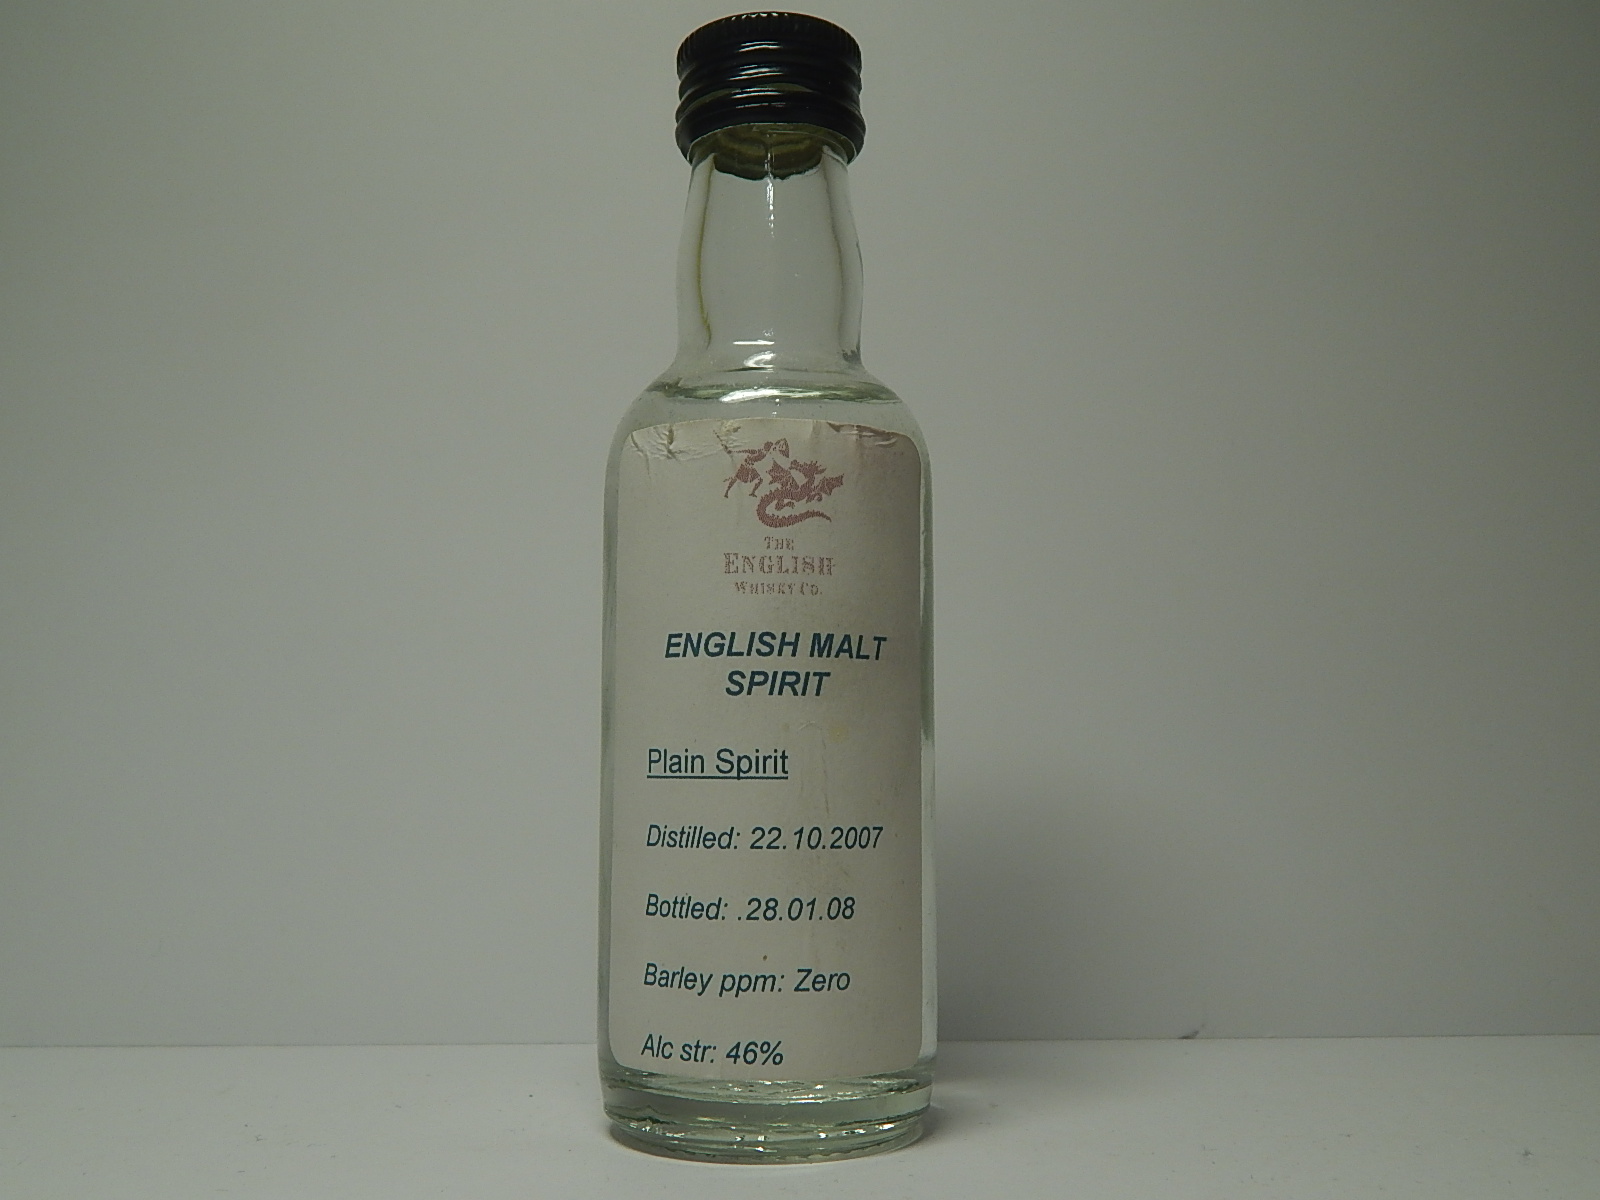 THE
ENGLISH
WHISKY CO.
ENGLISH MALT
SPIRIT
Plain Spirit
Distilled: 22.10.2007
Bottled: .28.01.08
Barley ppm: Zero
Alc str: 46%